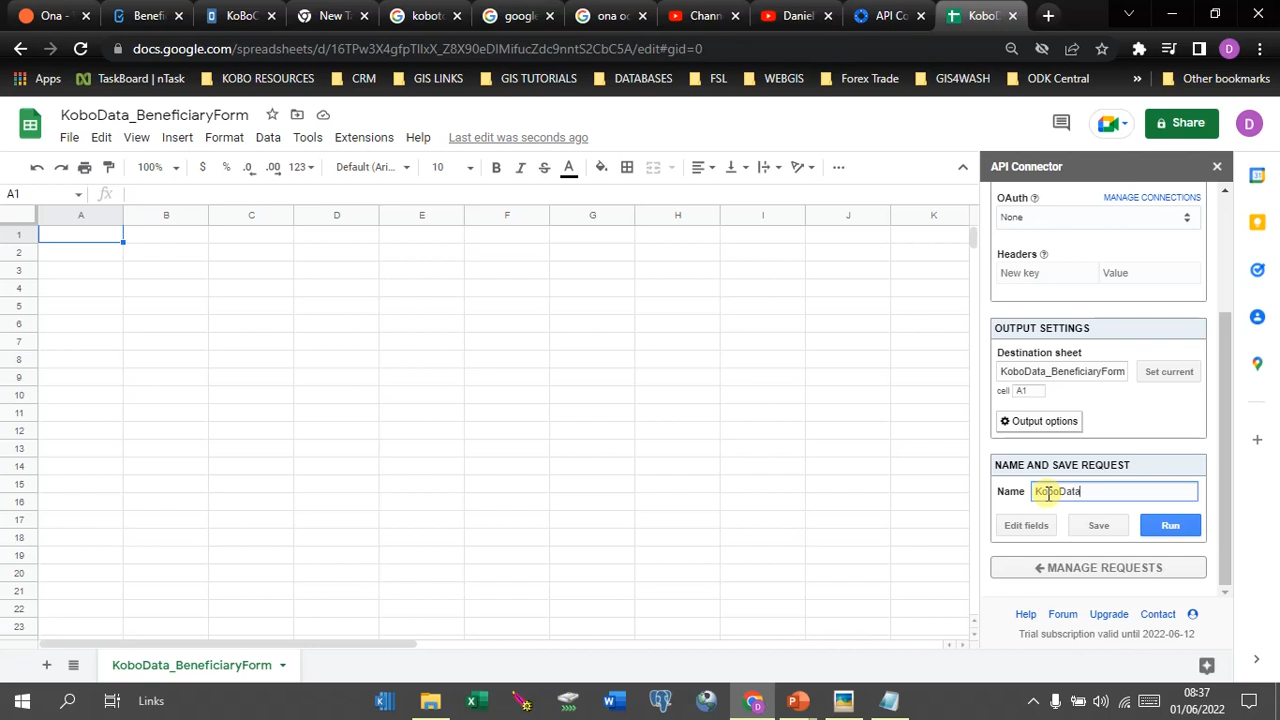 Ona -
Benefi
KoBoC
New T
kobote
google
ona oc
Chann
Daniel
API Co
KoboD
docs.google.com/spreadsheets/d/16TPw3X4gfpTIlxX_Z8X90eDlMifucZdc9nntS2CbC5A/edit#gid=0
D
Apps
TaskBoard | nTask
KOBO RESOURCES
CRM
GIS LINKS
GIS TUTORIALS
DATABASES
FSL
WEBGIS
Forex Trade
GIS4WASH
ODK Central
»
Other bookmarks
KoboData_BeneficiaryForm
File Edit View Insert Format Data Tools Extensions Help Last edit was seconds ago
Share
D
100% $ % .0 .00 123 Default (Ari... 10 B I S A
A1
fx
A B C D E F G H I J K
1
2
3
4
5
6
7
8
9
10
11
12
13
14
15
16
17
18
19
20
21
22
23
API Connector
OAuth
MANAGE CONNECTIONS
None
Headers
New key
Value
OUTPUT SETTINGS
Destination sheet
KoboData_BeneficiaryForm
Set current
cell A1
Output options
NAME AND SAVE REQUEST
Name KoboData
Edit fields Save Run
MANAGE REQUESTS
Help Forum Upgrade Contact
Trial subscription valid until 2022-06-12
31
KoboData_BeneficiaryForm
Links
08:37
01/06/2022